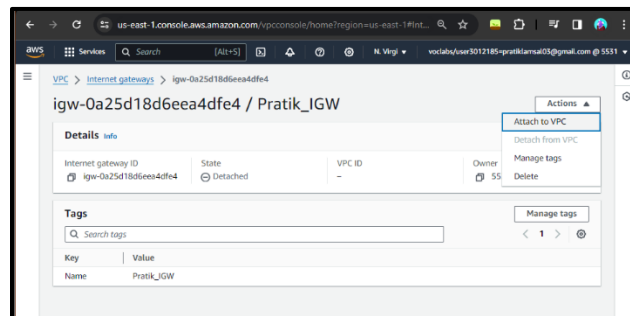 us-east-1.console.aws.amazon.com/vpcconsole/home?region=us-east-1#Int...
aws Services Search [Alt+S] N. Virgi voclabs/user3012185=pratiklamsal03@gmail.com @ 5531
VPC > Internet gateways > igw-0a25d18d6eea4dfe4
igw-0a25d18d6eea4dfe4 / Pratik_IGW
Actions
Attach to VPC
Detach from VPC
Manage tags
Delete
Details Info
Internet gateway ID State VPC ID Owner
igw-0a25d18d6eea4dfe4 Detached – 55
Tags
Manage tags
Search tags
1
Key Value
Name Pratik_IGW